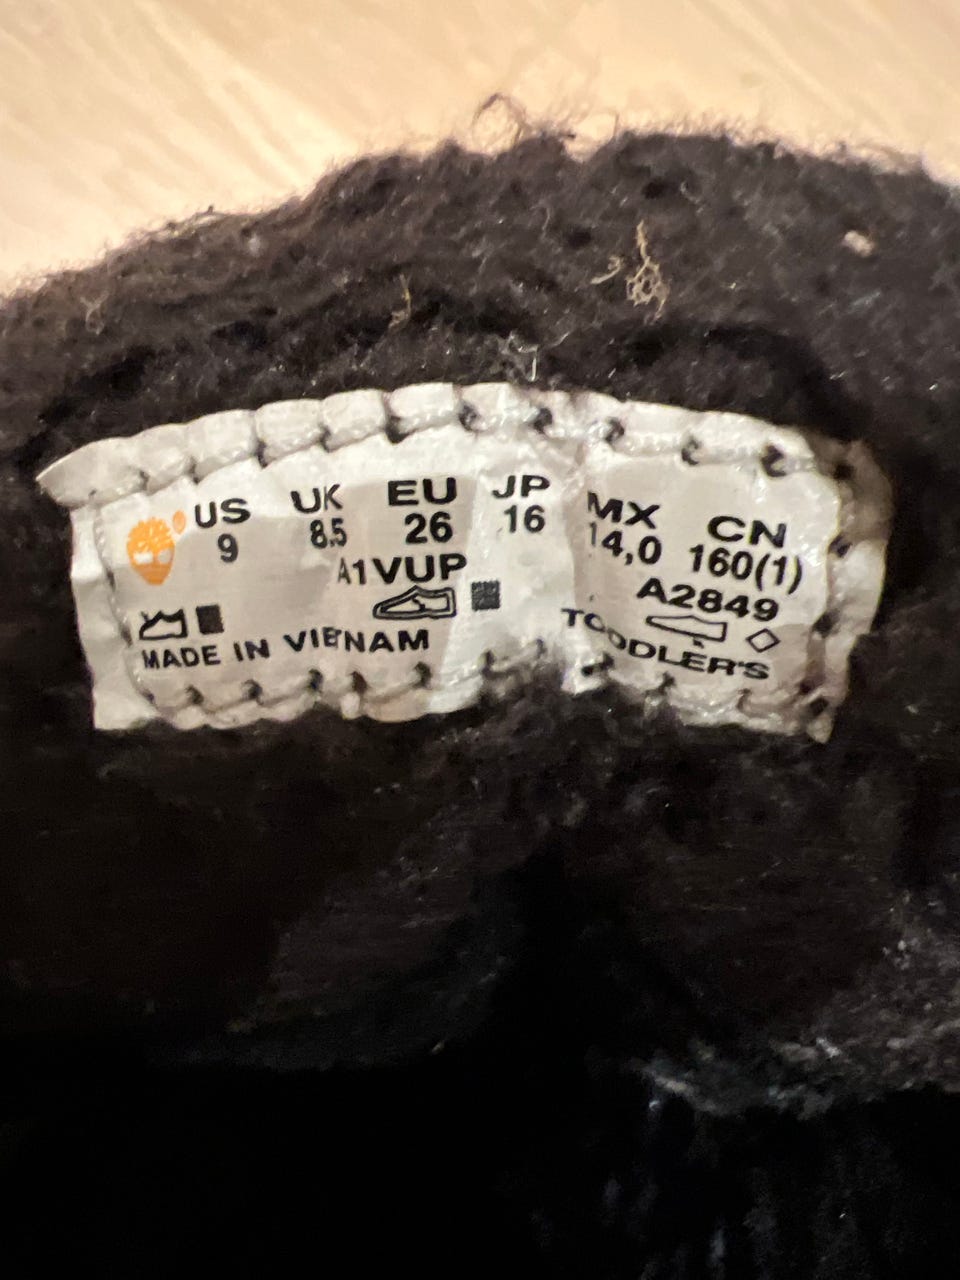 US UK EU JP MX CN
9 8.5 26 16 14,0 160(1)
A1VUP A2849
MADE IN VIETNAM TODDLER'S